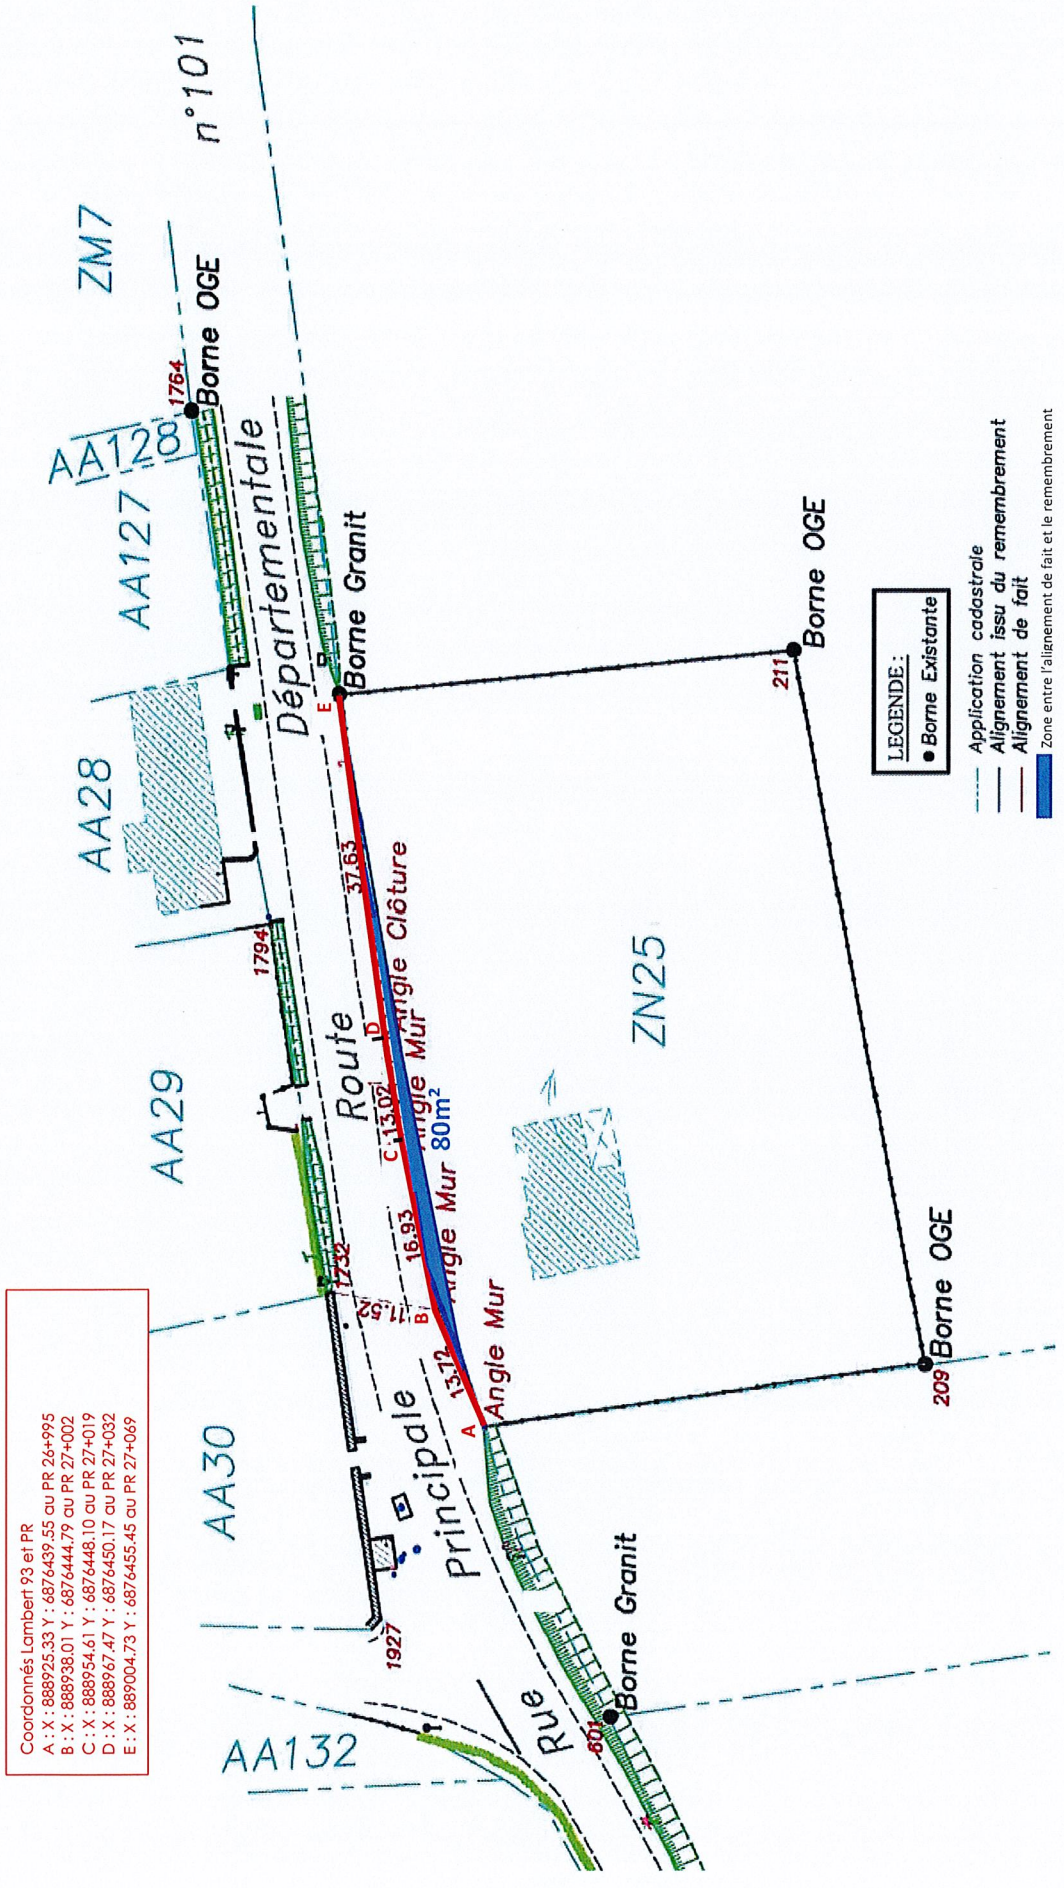 Coordonnés Lambert 93 et PR
A : X : 888925.33 Y : 6876439.55 au PR 26+995
B : X : 888938.01 Y : 6876444.79 au PR 27+002
C : X : 888954.61 Y : 6876448.10 au PR 27+019
D : X : 888967.47 Y : 6876450.17 au PR 27+032
E : X : 889004.73 Y : 6876455.45 au PR 27+069
AA132
AA30
AA29
AA28
AA127
AA128
ZM7
n°101
1764
Borne OGE
1927
1232
1794
Rue
Principale
Route
Départementale
11.52
A
13.72
B
16.93
C
13.02
D
37.63
E
Borne Granit
Angle Mur
Angle Mur
Angle Mur
Angle Clôture
80m²
601
Borne Granit
ZN25
209
Borne OGE
211
Borne OGE
LEGENDE :
Borne Existante
Application cadastrale
Alignement issu du remembrement
Alignement de fait
Zone entre l'alignement de fait et le remembrement